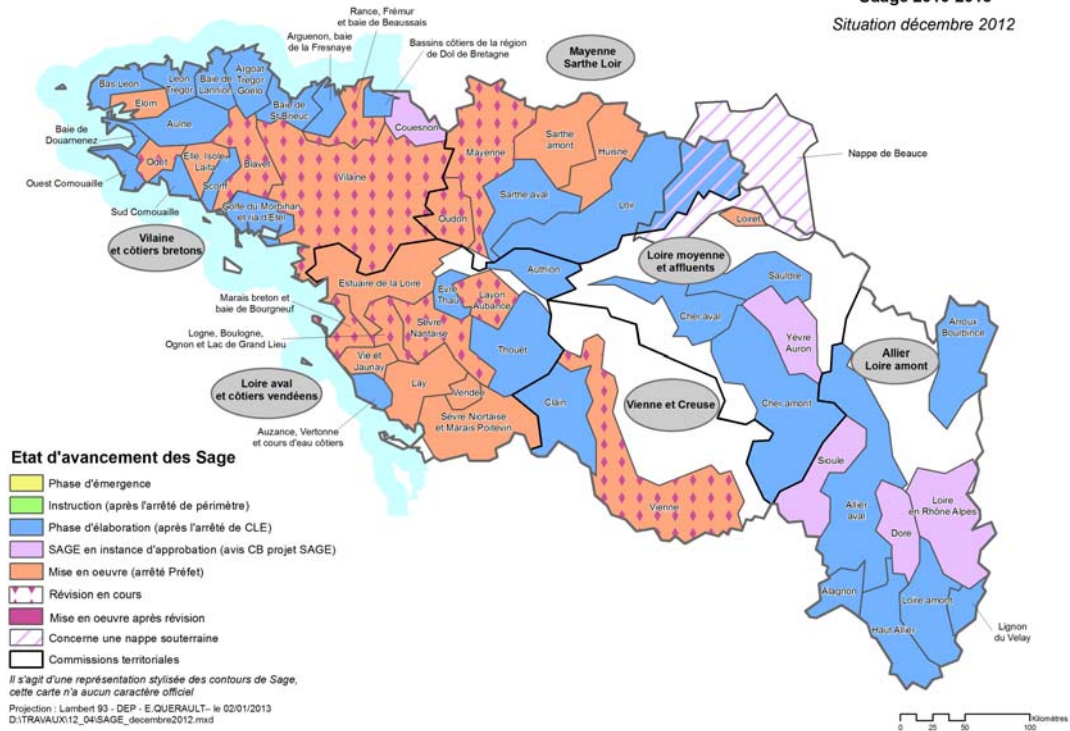 Sdage 2010-2015
Situation décembre 2012
Rance, Frémur
et baie de Beaussais
Arguenon, baie
de la Fresnaye
Bassins côtiers de la région
de Dol de Bretagne
Mayenne
Sarthe Loir
Bas Léon
Léon
Trégor
Baie de
Lannion
Argoat
Trégor
Goëlo
Elorn
Baie de
St Brieuc
Couesnon
Aulne
Baie de
Douarnenez
Odet
Ellé, Isole
Laïta
Blavet
Scorff
Vilaine
Ouest Cornouaille
Sud Cornouaille
Golfe du Morbihan
et ria d'Etel
Vilaine
et côtiers bretons
Mayenne
Sarthe
amont
Huisne
Sarthe aval
Loir
Oudon
Nappe de Beauce
Loiret
Loire moyenne
et affluents
Estuaire de la Loire
Authion
Evre
Thau
Layon
Aubance
Marais breton et
baie de Bourgneuf
Logne, Boulogne,
Ognon et Lac de Grand Lieu
Sèvre
Nantaise
Thouet
Vie et
Jaunay
Lay
Vendée
Sèvre Niortaise
et Marais Poitevin
Loire aval
et côtiers vendéens
Auzance, Vertonne
et cours d'eau côtiers
Sauldre
Cher aval
Yèvre
Auron
Arroux
Bourbince
Allier
Loire amont
Clain
Vienne et Creuse
Cher amont
Vienne
Sioule
Allier
aval
Dore
Loire
en Rhône Alpes
Alagnon
Loire amont
Haut Allier
Lignon
du Velay
Etat d'avancement des Sage
Phase d'émergence
Instruction (après l'arrêté de périmètre)
Phase d'élaboration (après l'arrêté de CLE)
SAGE en instance d'approbation (avis CB projet SAGE)
Mise en oeuvre (arrêté Préfet)
Révision en cours
Mise en oeuvre après révision
Concerne une nappe souterraine
Commissions territoriales
Il s'agit d'une représentation stylisée des contours de Sage,
cette carte n'a aucun caractère officiel
Projection : Lambert 93 - DEP - E.QUERAULT– le 02/01/2013
D:\TRAVAUX\12_04\SAGE_decembre2012.mxd
Kilomètres
0 25 50 100